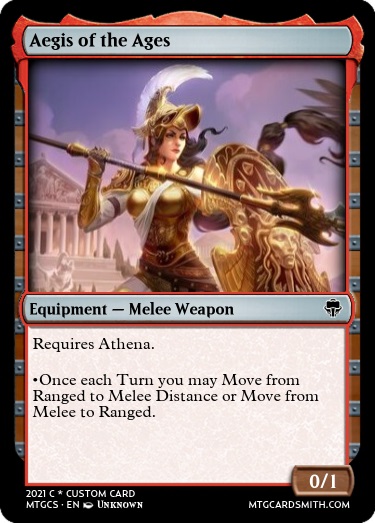 Aegis of the Ages
Equipment — Melee Weapon
Requires Athena.
•Once each Turn you may Move from
Ranged to Melee Distance or Move from
Melee to Ranged.
0/1
2021 C * CUSTOM CARD
MTGCS · EN Unknown
MTGCARDSMITH.COM